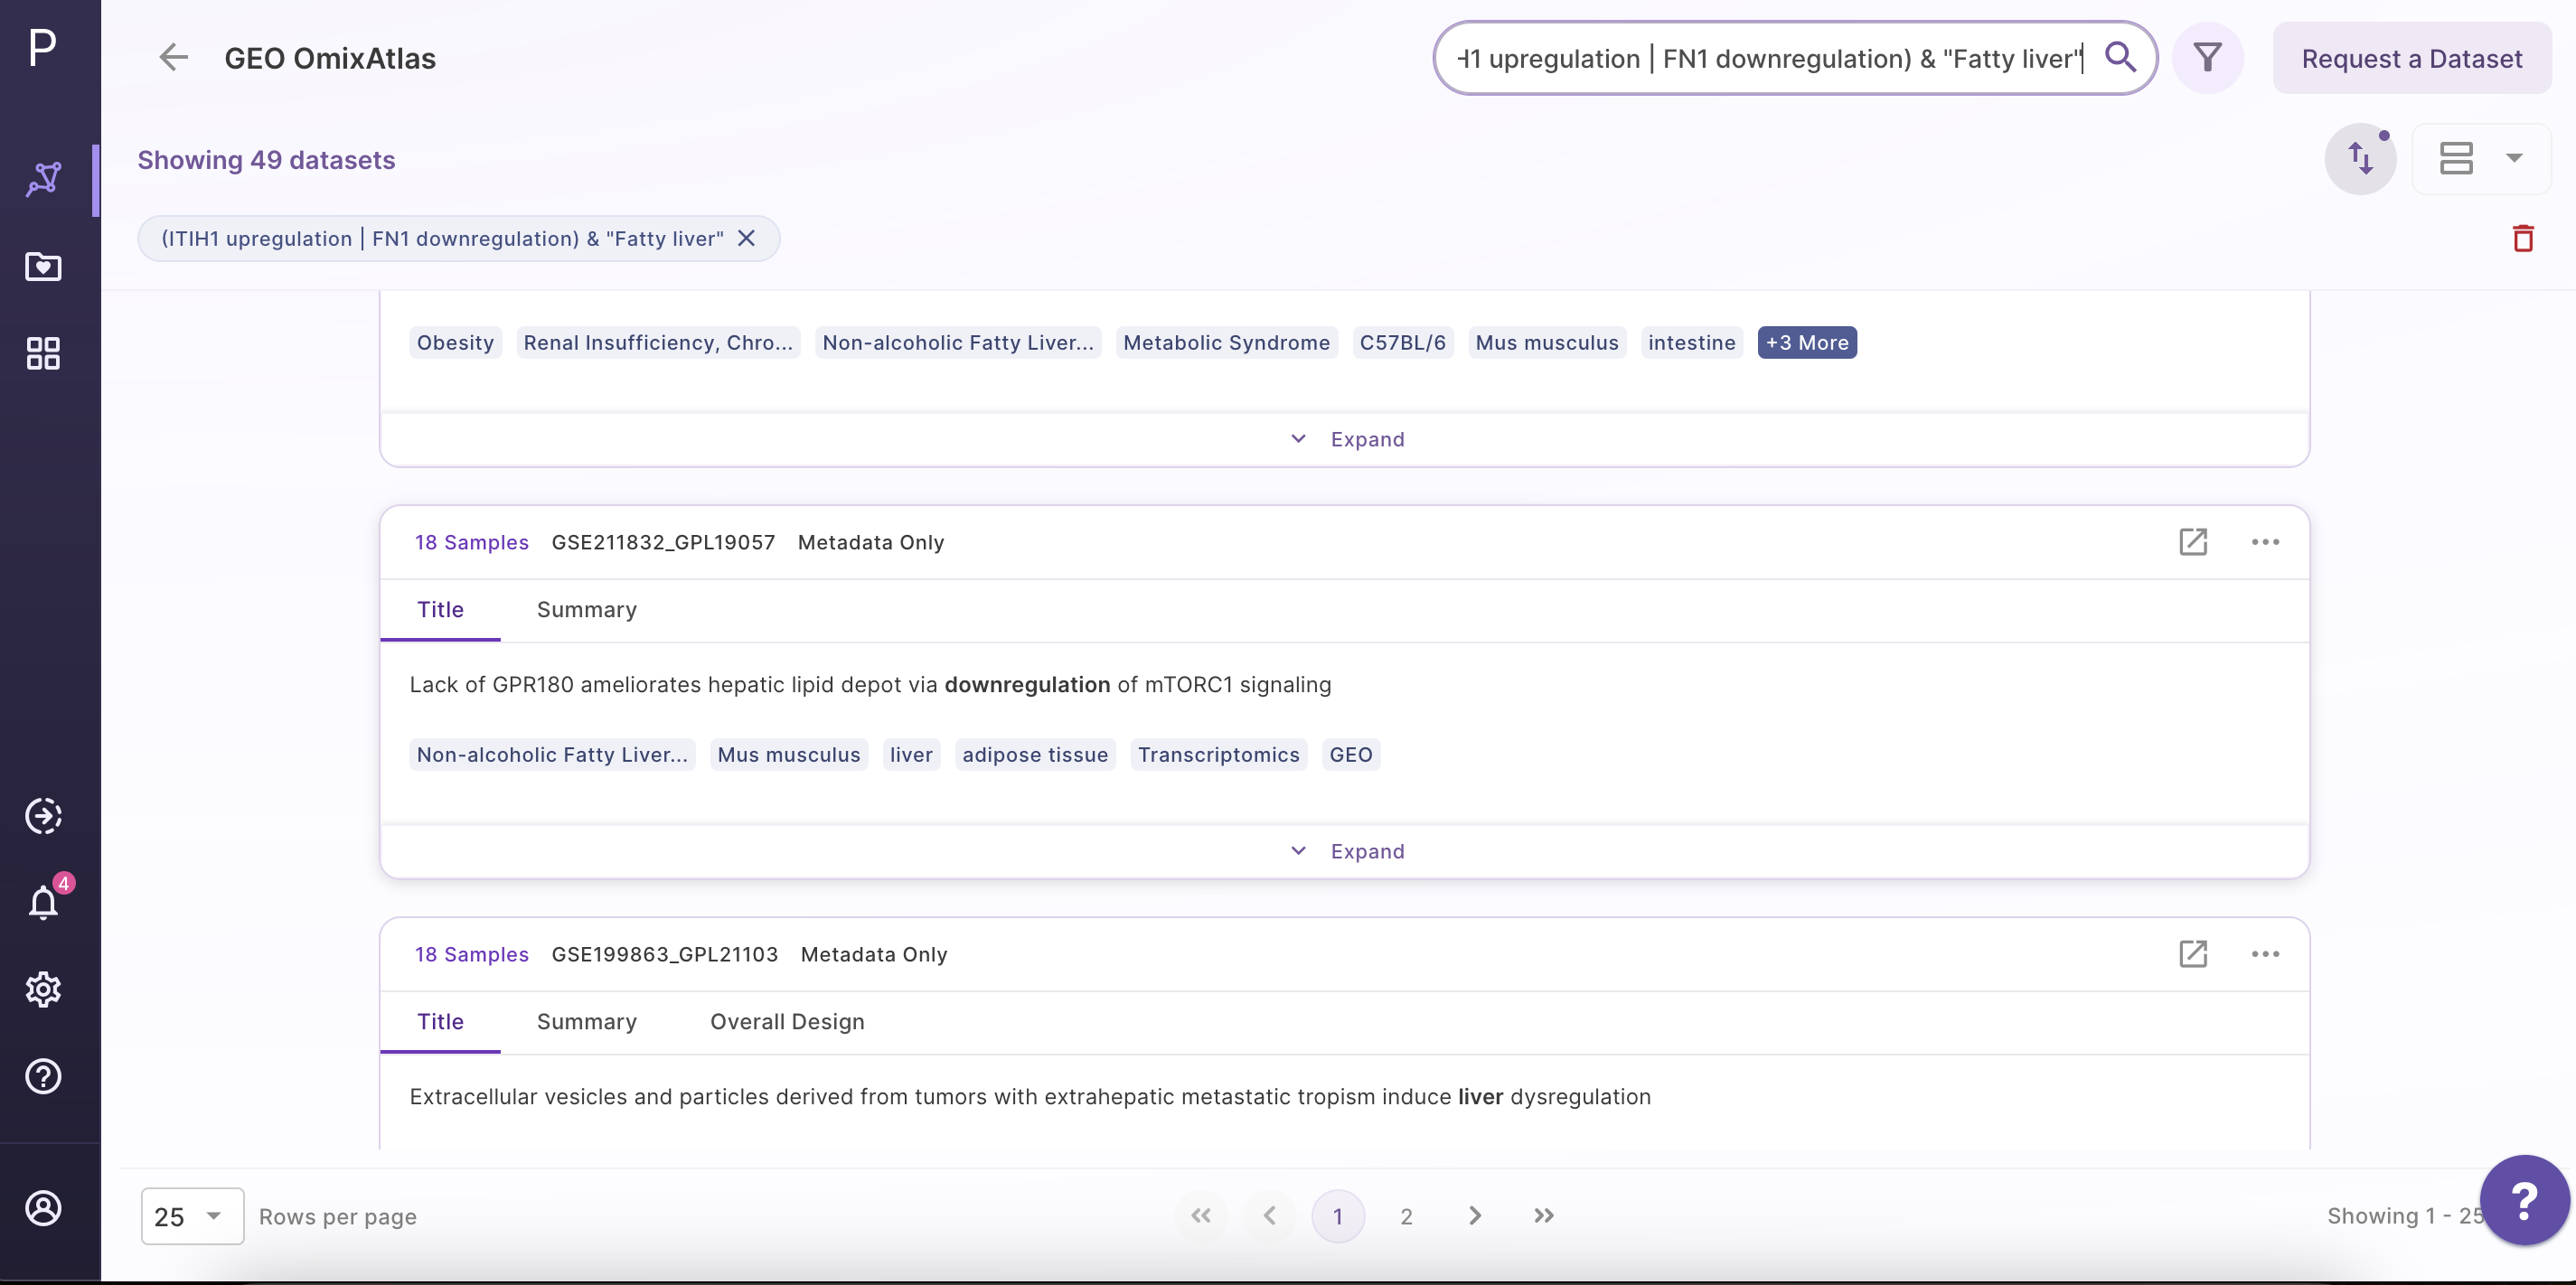 P
GEO OmixAtlas
H1 upregulation | FN1 downregulation) & "Fatty liver"
Request a Dataset
Showing 49 datasets
(ITIH1 upregulation | FN1 downregulation) & "Fatty liver"
Obesity Renal Insufficiency, Chro... Non-alcoholic Fatty Liver... Metabolic Syndrome C57BL/6 Mus musculus intestine +3 More
Expand
18 Samples GSE211832_GPL19057 Metadata Only
Title Summary
Lack of GPR180 ameliorates hepatic lipid depot via downregulation of mTORC1 signaling
Non-alcoholic Fatty Liver... Mus musculus liver adipose tissue Transcriptomics GEO
Expand
4
18 Samples GSE199863_GPL21103 Metadata Only
Title Summary Overall Design
Extracellular vesicles and particles derived from tumors with extrahepatic metastatic tropism induce liver dysregulation
25 Rows per page
1 2
Showing 1 - 25
?